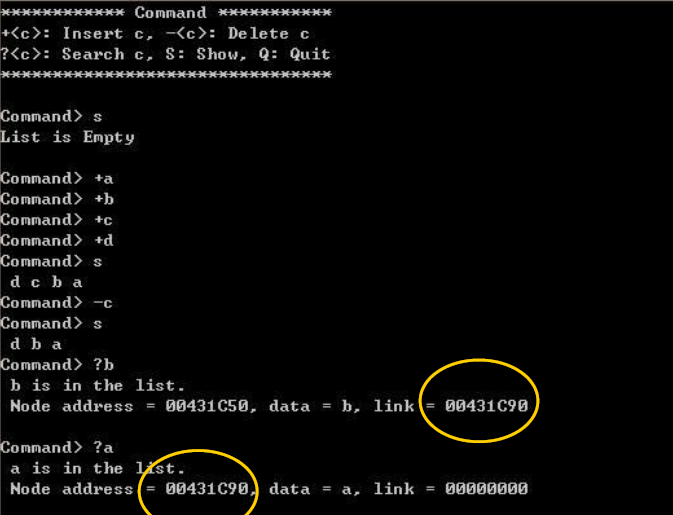 ************ Command ***********
+<c>: Insert c, -<c>: Delete c
?<c>: Search c, S: Show, Q: Quit
********************************
Command> s
List is Empty
Command> +a
Command> +b
Command> +c
Command> +d
Command> s
d c b a
Command> -c
Command> s
d b a
Command> ?b
b is in the list.
Node address = 00431C50, data = b, link = 00431C90
Command> ?a
a is in the list.
Node address = 00431C90, data = a, link = 00000000